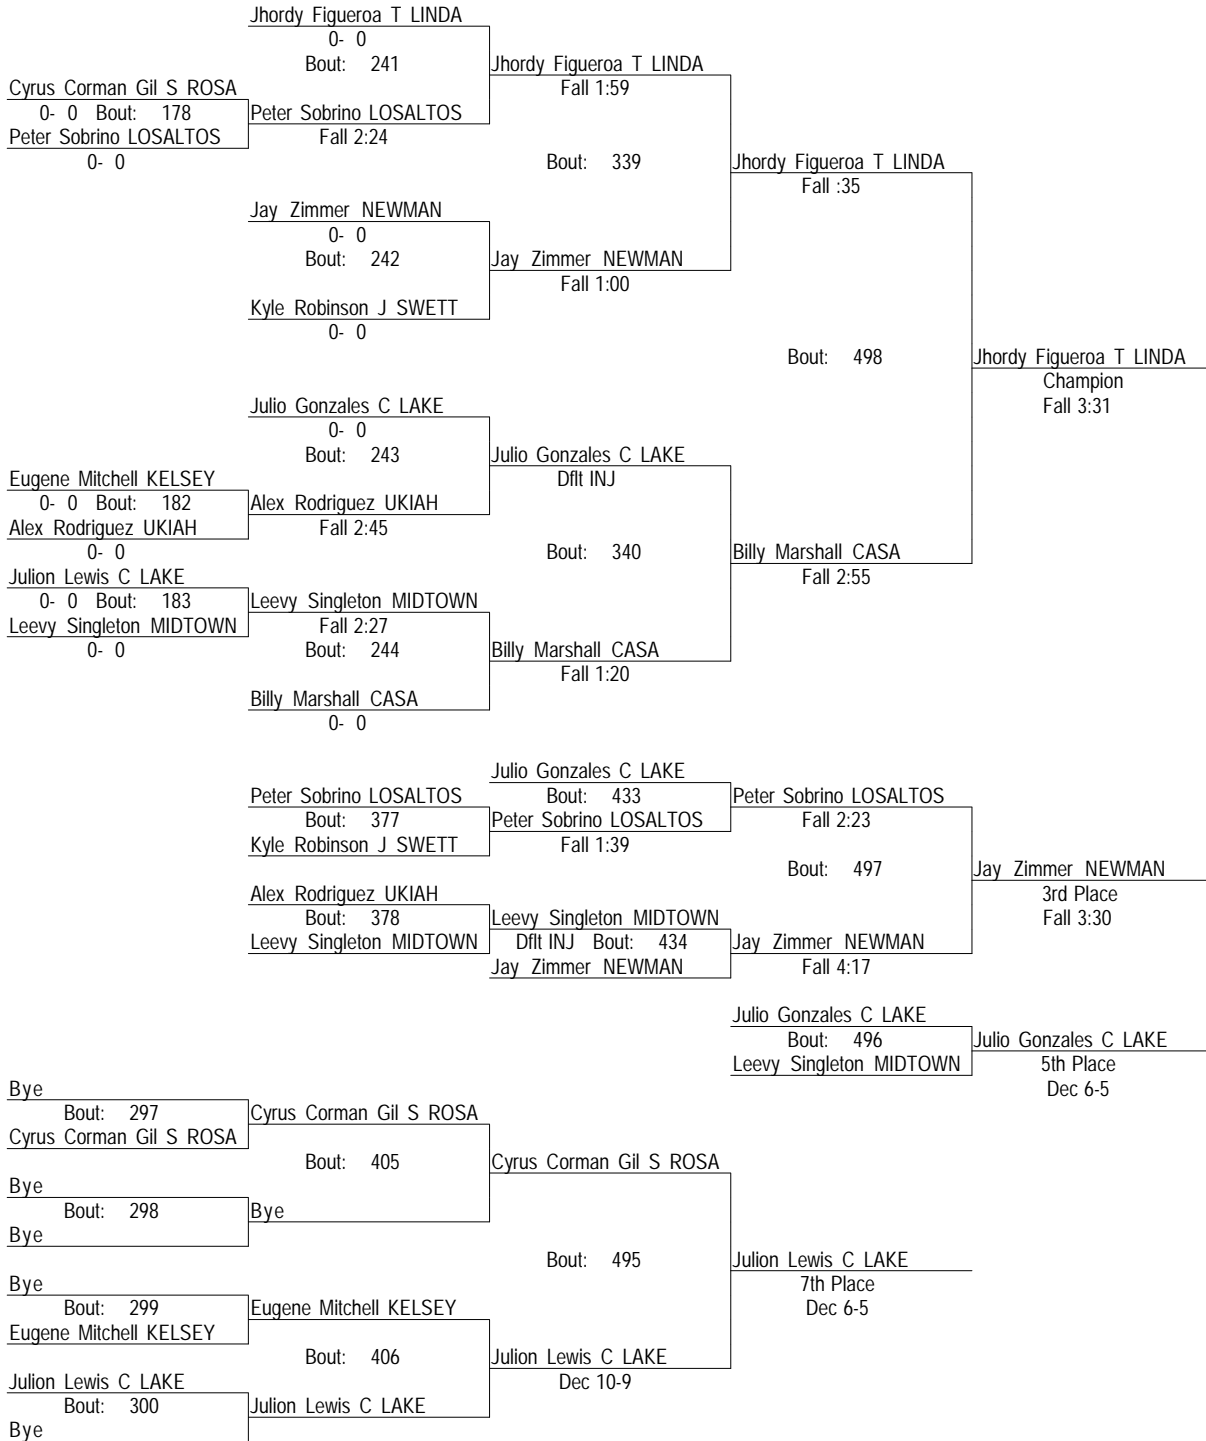 Jhordy Figueroa T LINDA
0- 0
Bout: 241
Jhordy Figueroa T LINDA
Fall 1:59
Cyrus Corman Gil S ROSA
0- 0 Bout: 178
Peter Sobrino LOSALTOS
0- 0
Peter Sobrino LOSALTOS
Fall 2:24
Bout: 339
Jhordy Figueroa T LINDA
Fall :35
Jay Zimmer NEWMAN
0- 0
Bout: 242
Jay Zimmer NEWMAN
Fall 1:00
Kyle Robinson J SWETT
0- 0
Bout: 498
Jhordy Figueroa T LINDA
Champion
Fall 3:31
Julio Gonzales C LAKE
0- 0
Bout: 243
Julio Gonzales C LAKE
Dflt INJ
Eugene Mitchell KELSEY
0- 0 Bout: 182
Alex Rodriguez UKIAH
0- 0
Alex Rodriguez UKIAH
Fall 2:45
Bout: 340
Billy Marshall CASA
Fall 2:55
Julion Lewis C LAKE
0- 0 Bout: 183
Leevy Singleton MIDTOWN
0- 0
Leevy Singleton MIDTOWN
Fall 2:27
Bout: 244
Billy Marshall CASA
Fall 1:20
Billy Marshall CASA
0- 0
Julio Gonzales C LAKE
Bout: 433
Peter Sobrino LOSALTOS
Fall 2:23
Peter Sobrino LOSALTOS
Bout: 377
Kyle Robinson J SWETT
Peter Sobrino LOSALTOS
Fall 1:39
Bout: 497
Jay Zimmer NEWMAN
3rd Place
Fall 3:30
Alex Rodriguez UKIAH
Bout: 378
Leevy Singleton MIDTOWN
Leevy Singleton MIDTOWN
Dflt INJ Bout: 434
Jay Zimmer NEWMAN
Jay Zimmer NEWMAN
Fall 4:17
Julio Gonzales C LAKE
Bout: 496
Leevy Singleton MIDTOWN
Julio Gonzales C LAKE
5th Place
Dec 6-5
Bye
Bout: 297
Cyrus Corman Gil S ROSA
Cyrus Corman Gil S ROSA
Bout: 405
Cyrus Corman Gil S ROSA
Bye
Bout: 298
Bye
Bye
Bout: 495
Julion Lewis C LAKE
7th Place
Dec 6-5
Bye
Bout: 299
Eugene Mitchell KELSEY
Eugene Mitchell KELSEY
Bout: 406
Julion Lewis C LAKE
Dec 10-9
Julion Lewis C LAKE
Bout: 300
Bye
Julion Lewis C LAKE